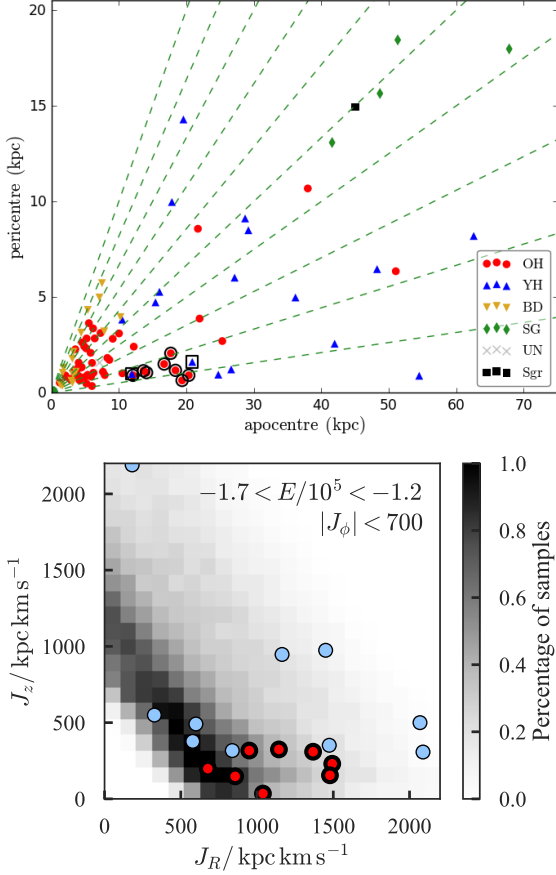 20
15
10
5
0
pericentre (kpc)
0 10 20 30 40 50 60 70
apocentre (kpc)
OH
YH
BD
SG
UN
Sgr
−1.7 < E/10⁵ < −1.2
|J_ϕ| < 700
2000
1500
1000
500
0
J_z / kpc km s⁻¹
0 500 1000 1500 2000
J_R / kpc km s⁻¹
1.0
0.8
0.6
0.4
0.2
0.0
Percentage of samples